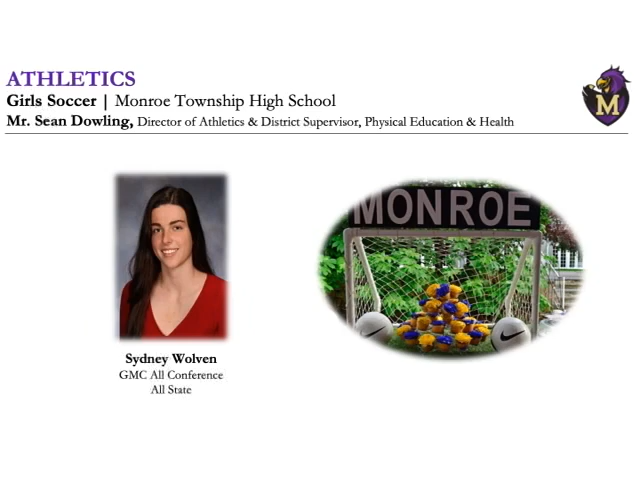 ATHLETICS
Girls Soccer | Monroe Township High School
Mr. Sean Dowling, Director of Athletics & District Supervisor, Physical Education & Health
M
MONROE
Sydney Wolven
GMC All Conference
All State